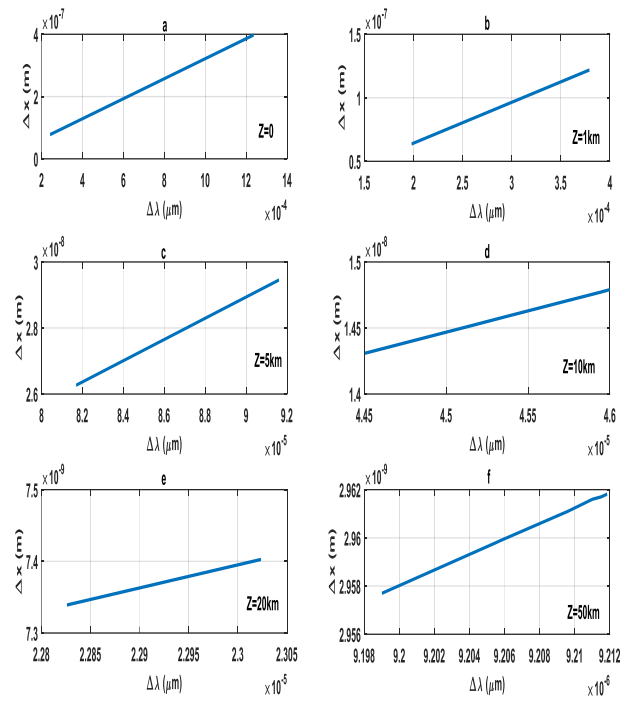 ×10^-7 a
Δ x (m)
4
2
0
Z=0
2 4 6 8 10 12 14
Δ λ (μm) ×10^-4
×10^-7 b
Δ x (m)
1.5
1
0.5
Z=1km
1.5 2 2.5 3 3.5 4
Δ λ (μm) ×10^-4
×10^-8 c
Δ x (m)
3
2.8
2.6
Z=5km
8 8.2 8.4 8.6 8.8 9 9.2
Δ λ (μm) ×10^-5
×10^-8 d
Δ x (m)
1.5
1.45
1.4
Z=10km
4.45 4.5 4.55 4.6
Δ λ (μm) ×10^-5
×10^-9 e
Δ x (m)
7.5
7.4
7.3
Z=20km
2.28 2.285 2.29 2.295 2.3 2.305
Δ λ (μm) ×10^-5
×10^-9 f
Δ x (m)
2.962
2.96
2.958
2.956
Z=50km
9.198 9.2 9.202 9.204 9.206 9.208 9.21 9.212
Δ λ (μm) ×10^-6